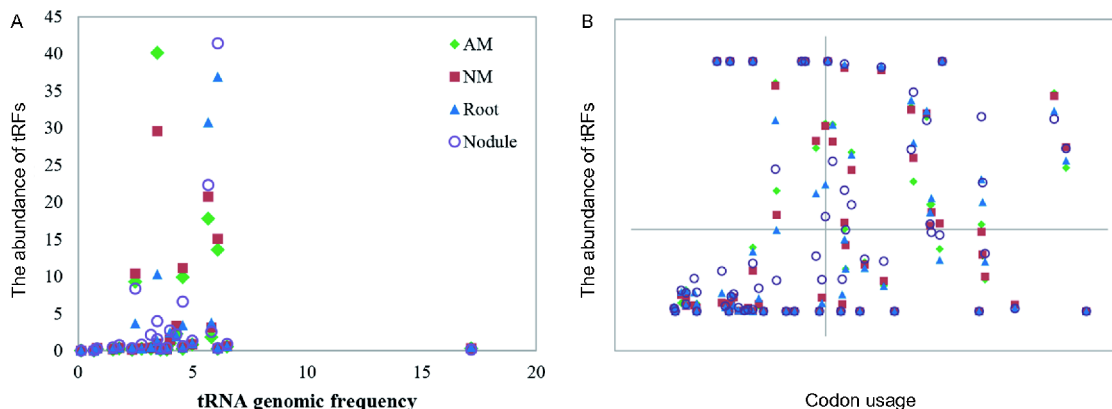 A
The abundance of tRFs
45
40
35
30
25
20
15
10
5
0
AM
NM
Root
Nodule
0 5 10 15 20
tRNA genomic frequency
B
The abundance of tRFs
Codon usage